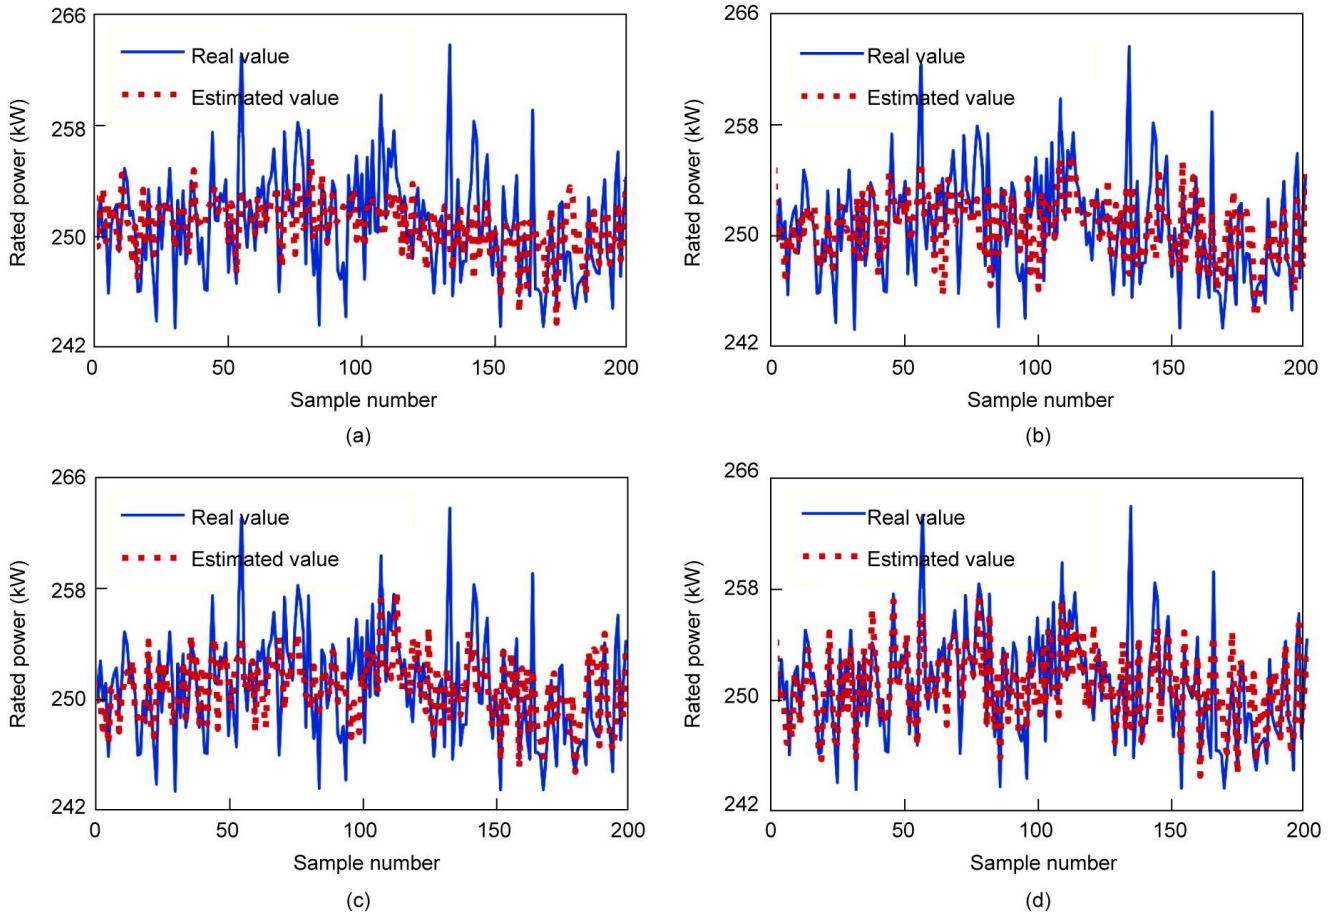 266
Real value
Estimated value
258
Rated power (kW)
250
242
0
50
100
150
200
Sample number
(a)
266
Real value
Estimated value
258
Rated power (kW)
250
242
0
50
100
150
200
Sample number
(b)
266
Real value
Estimated value
258
Rated power (kW)
250
242
0
50
100
150
200
Sample number
(c)
266
Real value
Estimated value
258
Rated power (kW)
250
242
0
50
100
150
200
Sample number
(d)